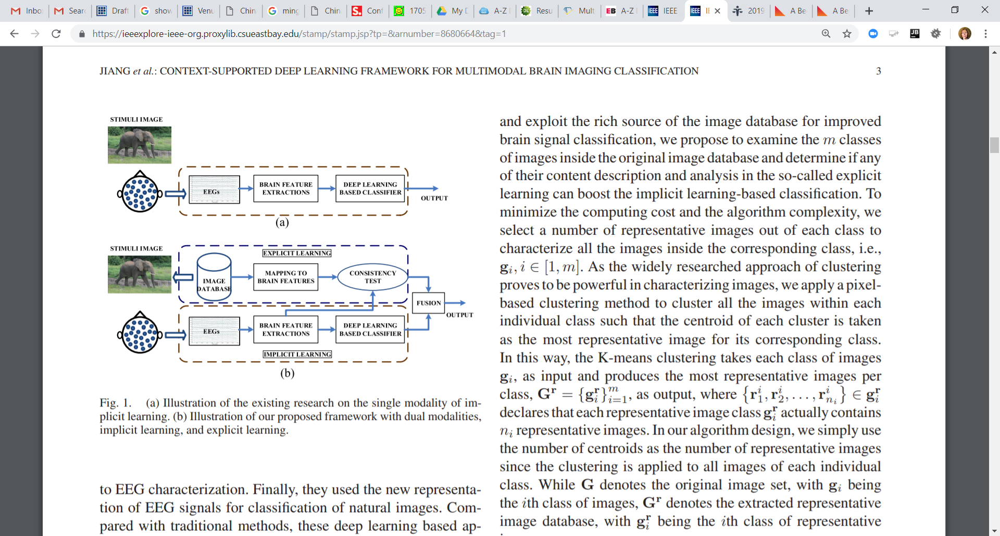 Inbo
Sear
Draft
show
Venu
Chin
ming
Chin
Conf
1705
My D
A-Z
Resu
Mult
EB A-Z
IEEE IEEE
IEEE IE
2019
A Be
A Be
https://ieeexplore-ieee-org.proxylib.csueastbay.edu/stamp/stamp.jsp?tp=&arnumber=8680664&tag=1
JB
JIANG et al.: CONTEXT-SUPPORTED DEEP LEARNING FRAMEWORK FOR MULTIMODAL BRAIN IMAGING CLASSIFICATION
3
STIMULI IMAGE
EEGs
BRAIN FEATURE
EXTRACTIONS
DEEP LEARNING
BASED CLASSIFIER
OUTPUT
(a)
STIMULI IMAGE
EXPLICIT LEARNING
IMAGE
DATABASE
MAPPING TO
BRAIN FEATURES
CONSISTENCY
TEST
FUSION
OUTPUT
EEGs
BRAIN FEATURE
EXTRACTIONS
DEEP LEARNING
BASED CLASSIFIER
IMPLICIT LEARNING
(b)
Fig. 1. (a) Illustration of the existing research on the single modality of im-
plicit learning. (b) Illustration of our proposed framework with dual modalities,
implicit learning, and explicit learning.
to EEG characterization. Finally, they used the new representa-
tion of EEG signals for classification of natural images. Com-
pared with traditional methods, these deep learning based ap-
and exploit the rich source of the image database for improved
brain signal classification, we propose to examine the m classes
of images inside the original image database and determine if any
of their content description and analysis in the so-called explicit
learning can boost the implicit learning-based classification. To
minimize the computing cost and the algorithm complexity, we
select a number of representative images out of each class to
characterize all the images inside the corresponding class, i.e.,
gᵢ, i ∈ [1, m]. As the widely researched approach of clustering
proves to be powerful in characterizing images, we apply a pixel-
based clustering method to cluster all the images within each
individual class such that the centroid of each cluster is taken
as the most representative image for its corresponding class.
In this way, the K-means clustering takes each class of images
gᵢ, as input and produces the most representative images per
class, Gʳ = {gᵢʳ}ᵢ₌₁ᵐ, as output, where {r₁ⁱ, r₂ⁱ, . . . , rₙᵢⁱ} ∈ gᵢʳ
declares that each representative image class gᵢʳ actually contains
nᵢ representative images. In our algorithm design, we simply use
the number of centroids as the number of representative images
since the clustering is applied to all images of each individual
class. While G denotes the original image set, with gᵢ being
the ith class of images, Gʳ denotes the extracted representative
image database, with gᵢʳ being the ith class of representative